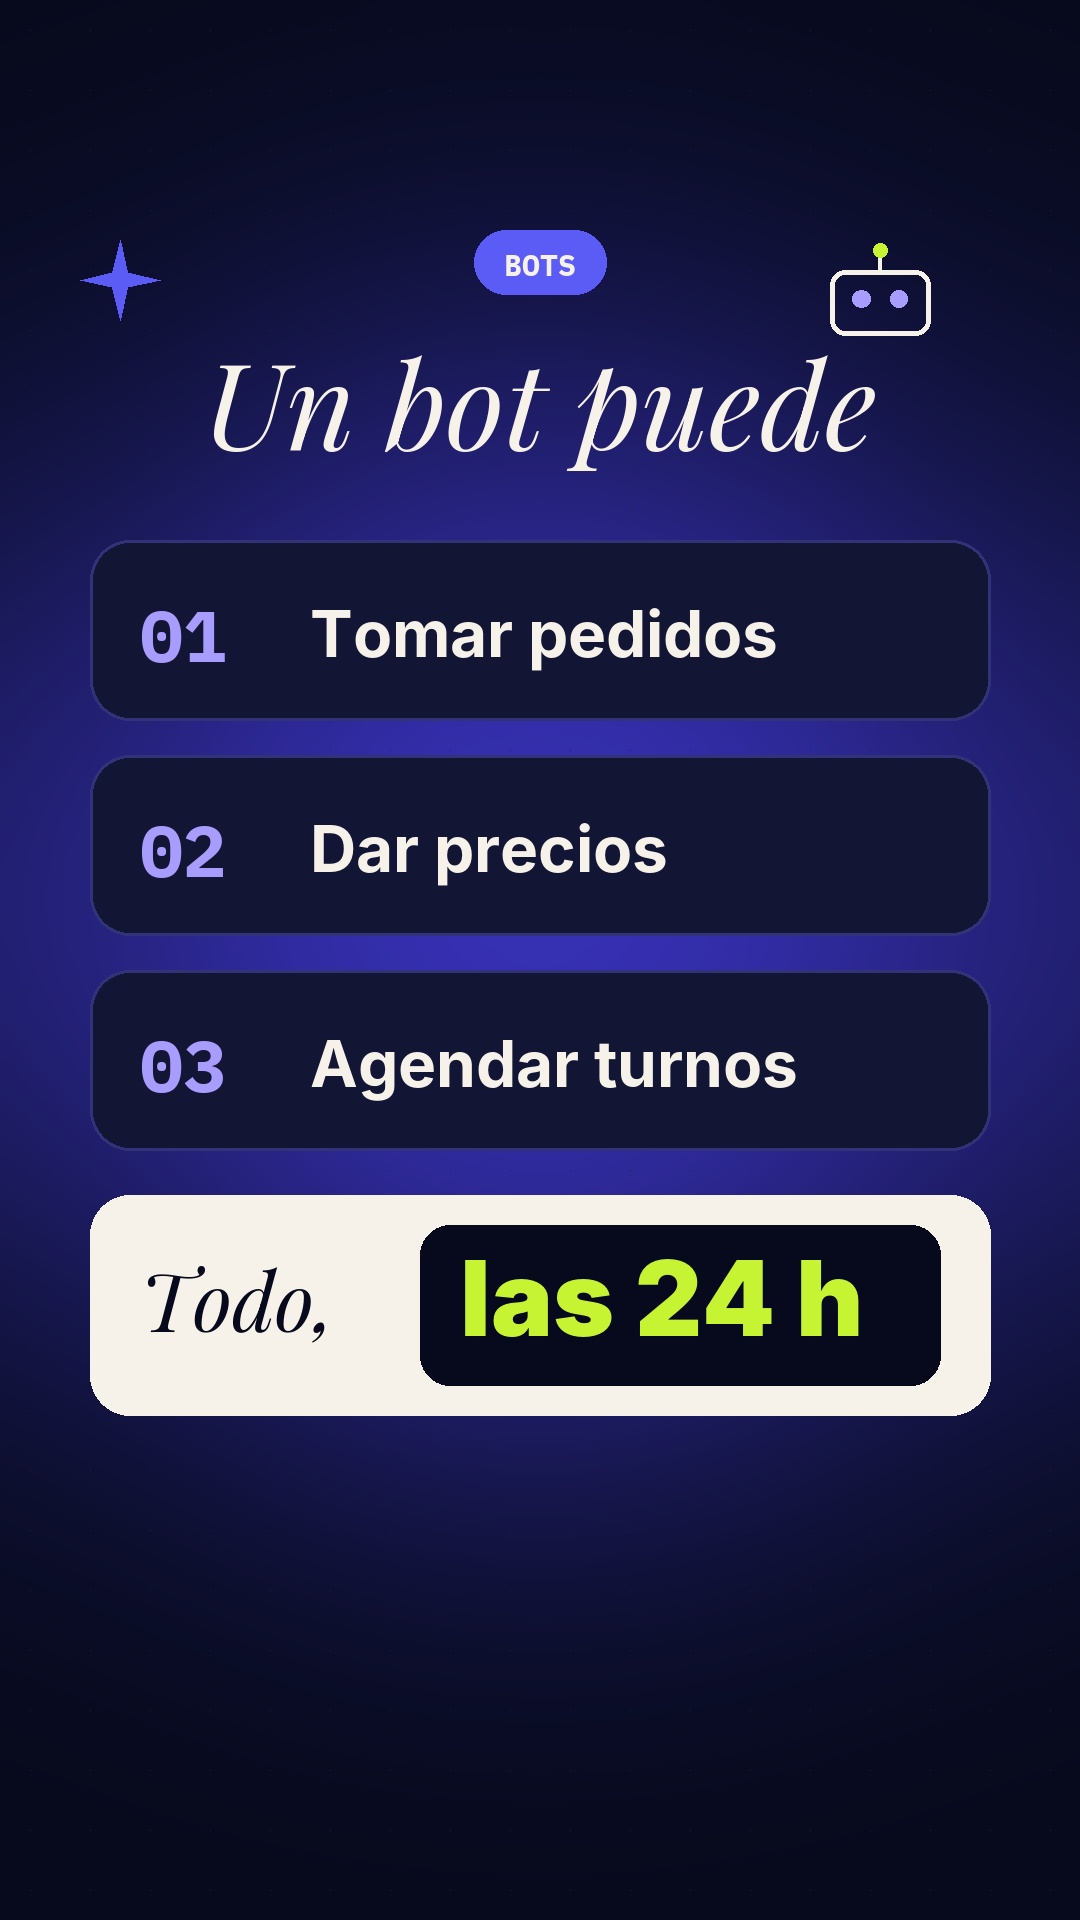 BOTS
Un bot puede
01 Tomar pedidos
02 Dar precios
03 Agendar turnos
Todo, las 24 h